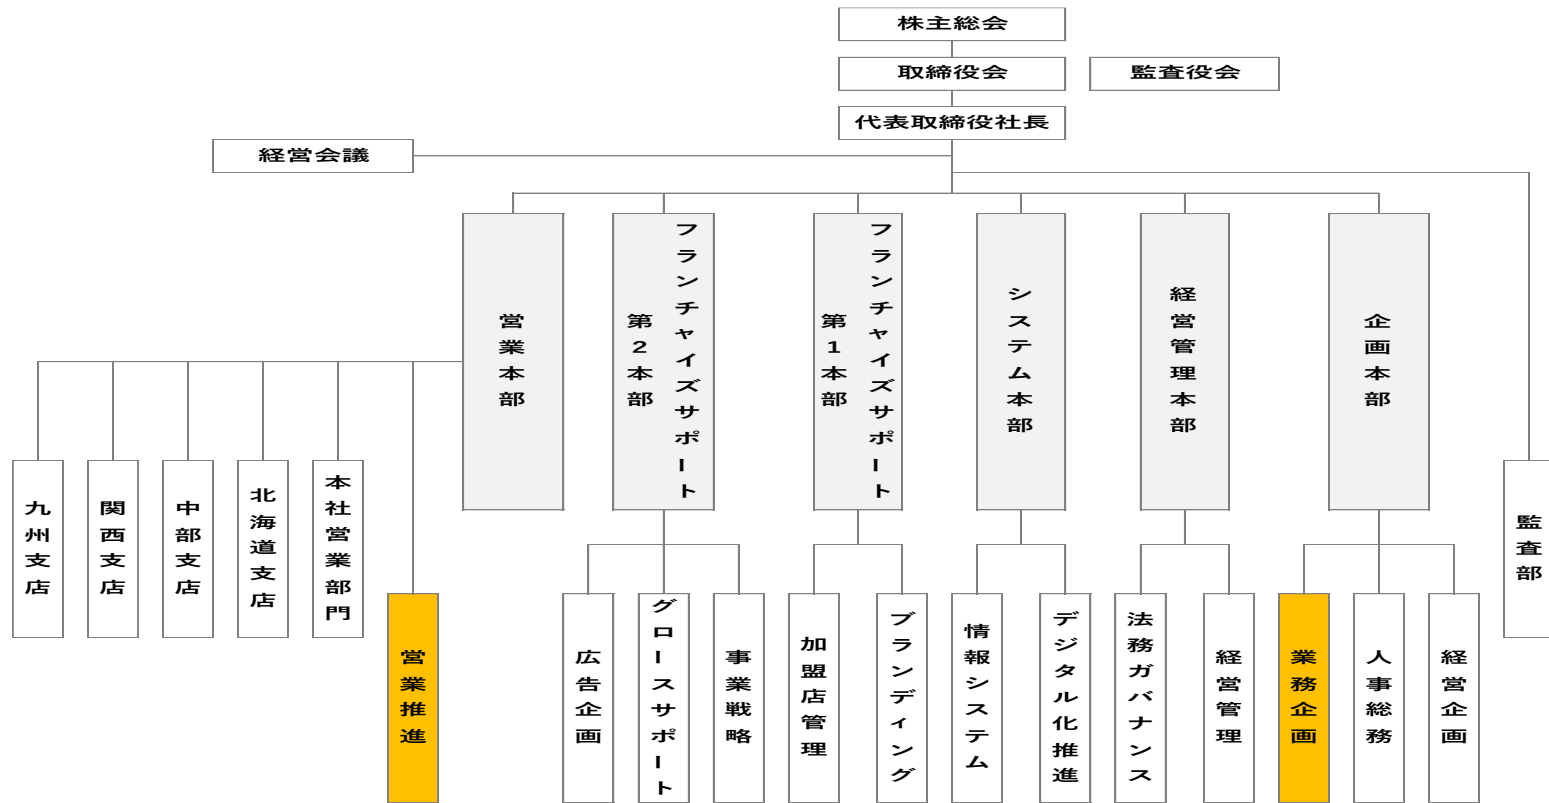 株主総会
取締役会
監査役会
代表取締役社長
経営会議
営業本部
フランチャイズサポート
第2本部
フランチャイズサポート
第1本部
システム本部
経営管理本部
企画本部
九州支店
関西支店
中部支店
北海道支店
本社営業部門
監査部
営業推進
広告企画
グロースサポート
事業戦略
加盟店管理
ブランディング
情報システム
デジタル化推進
法務ガバナンス
経営管理
業務企画
人事総務
経営企画